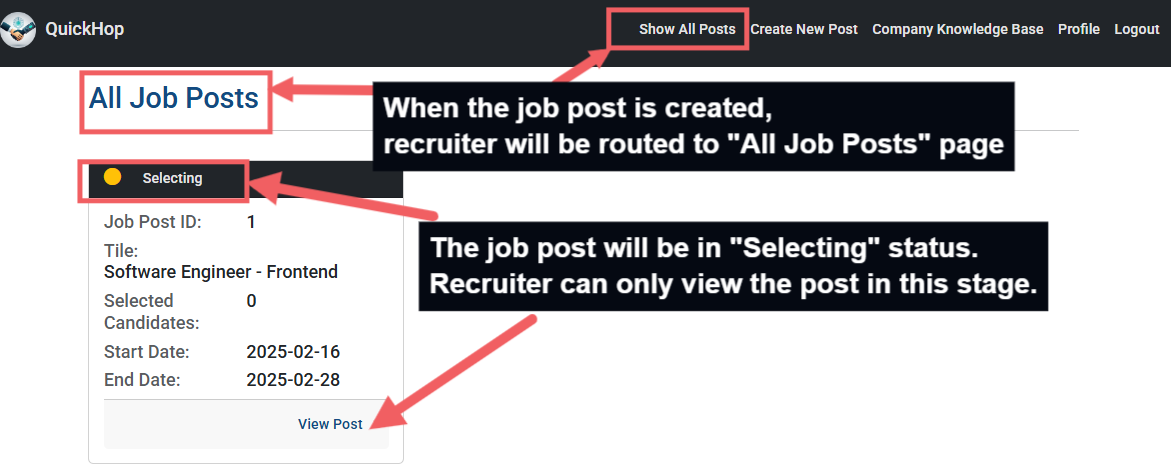 QuickHop
Show All Posts Create New Post Company Knowledge Base Profile Logout
All Job Posts
When the job post is created,
recruiter will be routed to "All Job Posts" page
Selecting
The job post will be in "Selecting" status.
Recruiter can only view the post in this stage.
Job Post ID: 1
Tile:
Software Engineer - Frontend
Selected 0
Candidates:
Start Date: 2025-02-16
End Date: 2025-02-28
View Post